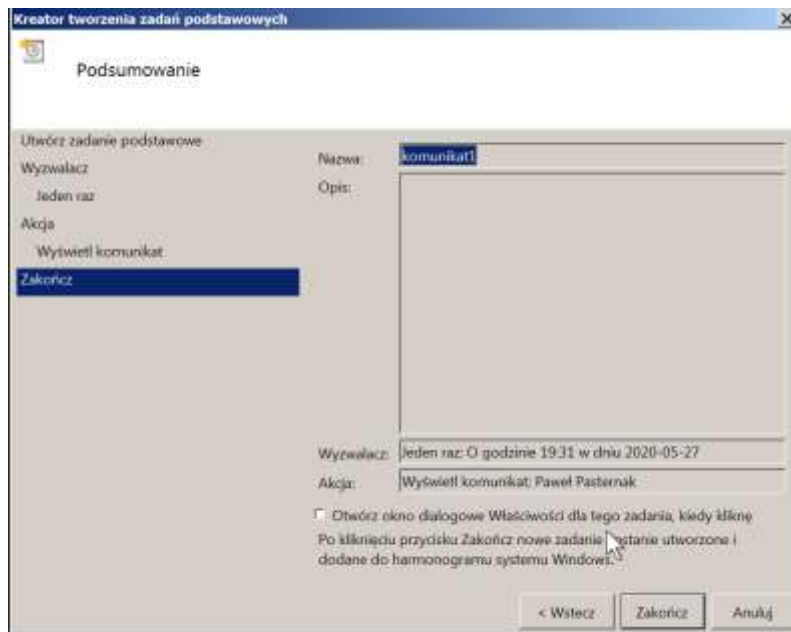 Kreator tworzenia zadań podstawowych
Podsumowanie
Utwórz zadanie podstawowe
Wyzwalacz
Jeden raz
Akcja
Wyświetl komunikat
Zakończ
Nazwa:
komunikat1
Opis:
Wyzwalacz:
Jeden raz: O godzinie 19:31 w dniu 2020-05-27
Akcja:
Wyświetl komunikat; Paweł Pasternak
Otwórz okno dialogowe Właściwości dla tego zadania, kiedy kliknę
Po kliknięciu przycisku Zakończ nowe zadanie zostanie utworzone i
dodane do harmonogramu systemu Windows.
< Wstecz
Zakończ
Anuluj